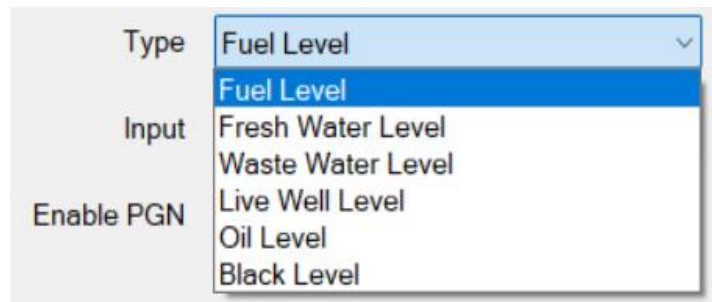 Type Fuel Level
Fuel Level
Input Fresh Water Level
Waste Water Level
Enable PGN Live Well Level
Oil Level
Black Level